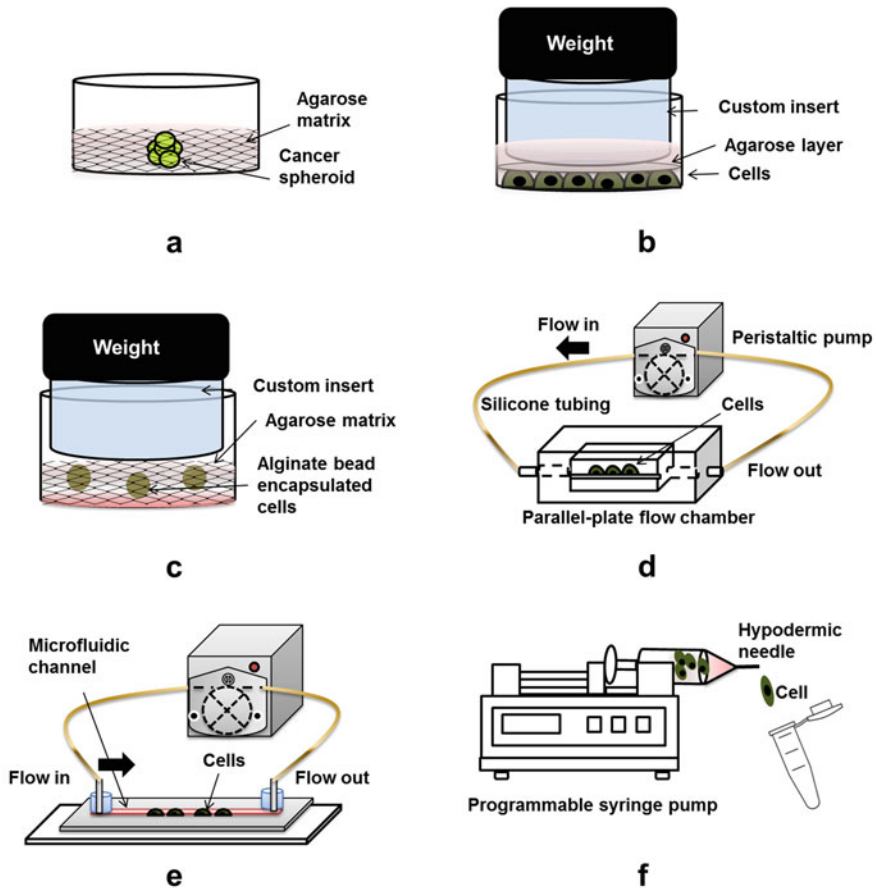 Agarose
matrix
Cancer
spheroid
a
Weight
Custom insert
Agarose layer
Cells
b
Weight
Custom insert
Agarose matrix
Alginate bead
encapsulated
cells
c
Flow in
Peristaltic pump
Silicone tubing
Cells
Flow out
Parallel-plate flow chamber
d
Microfluidic
channel
Cells
Flow in
Flow out
e
Hypodermic
needle
Cell
Programmable syringe pump
f